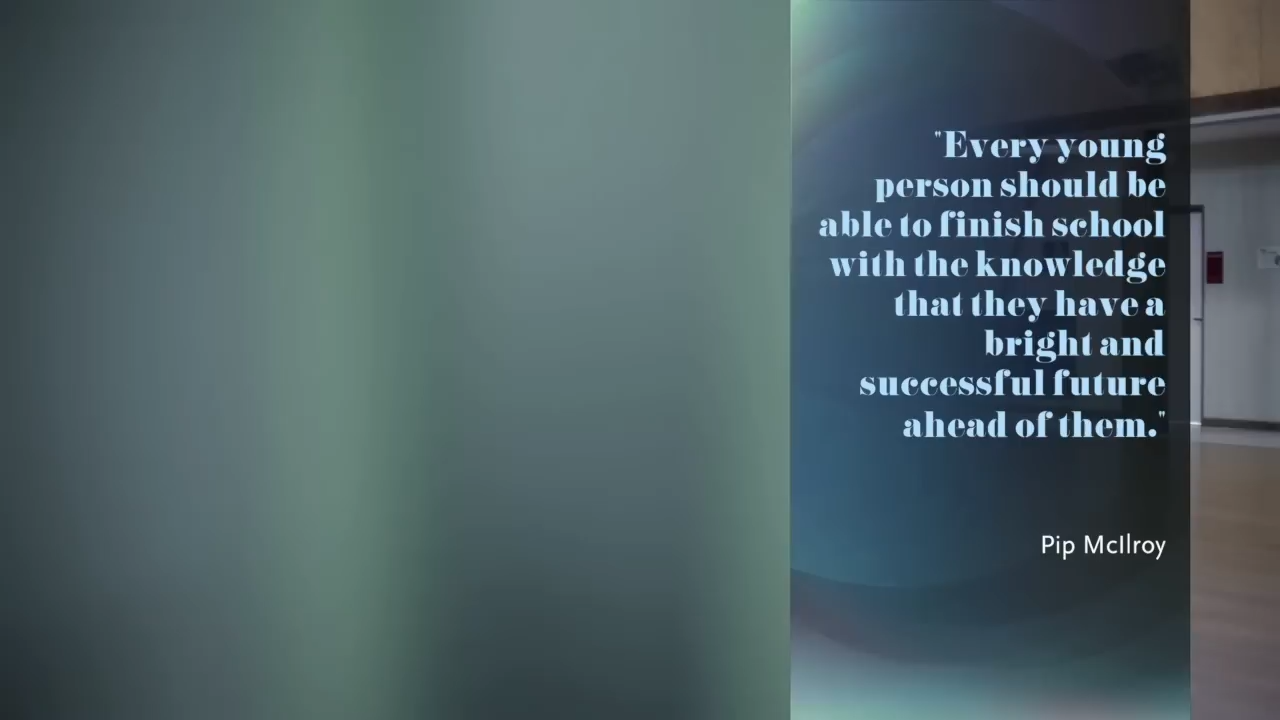 "Every young
person should be
able to finish school
with the knowledge
that they have a
bright and
successful future
ahead of them."
Pip McIlroy